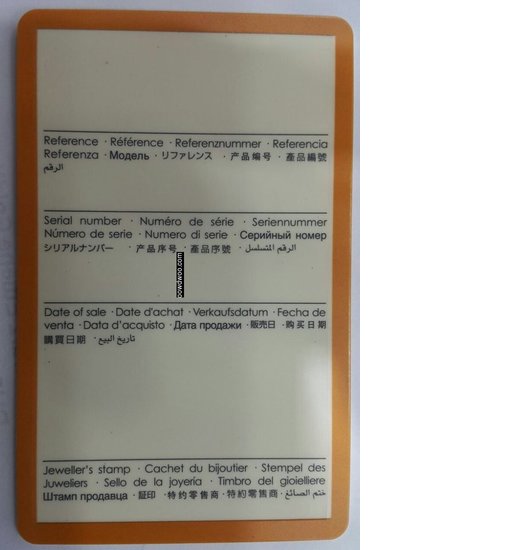 Reference · Référence · Referenznummer · Referencia
Referenza · Модель · リファレンス · 产品编号 · 產品編號
الرقم
Serial number · Numéro de série · Seriennummer
Número de serie · Numero di serie · Серийный номер
シリアルナンバー · 产品序号 · 產品序號 · الرقم المتسلسل
Date of sale · Date d'achat · Verkaufsdatum · Fecha de
venta · Data d'acquisto · Дата продажи · 販売日 · 购买日期
購買日期 · تاريخ البيع
Jeweller's stamp · Cachet du bijoutier · Stempel des
Juweliers · Sello de la joyería · Timbro del gioielliere
Штамп продавца · 証印 · 特约零售商 · 特約零售商 · ختم الصائغ